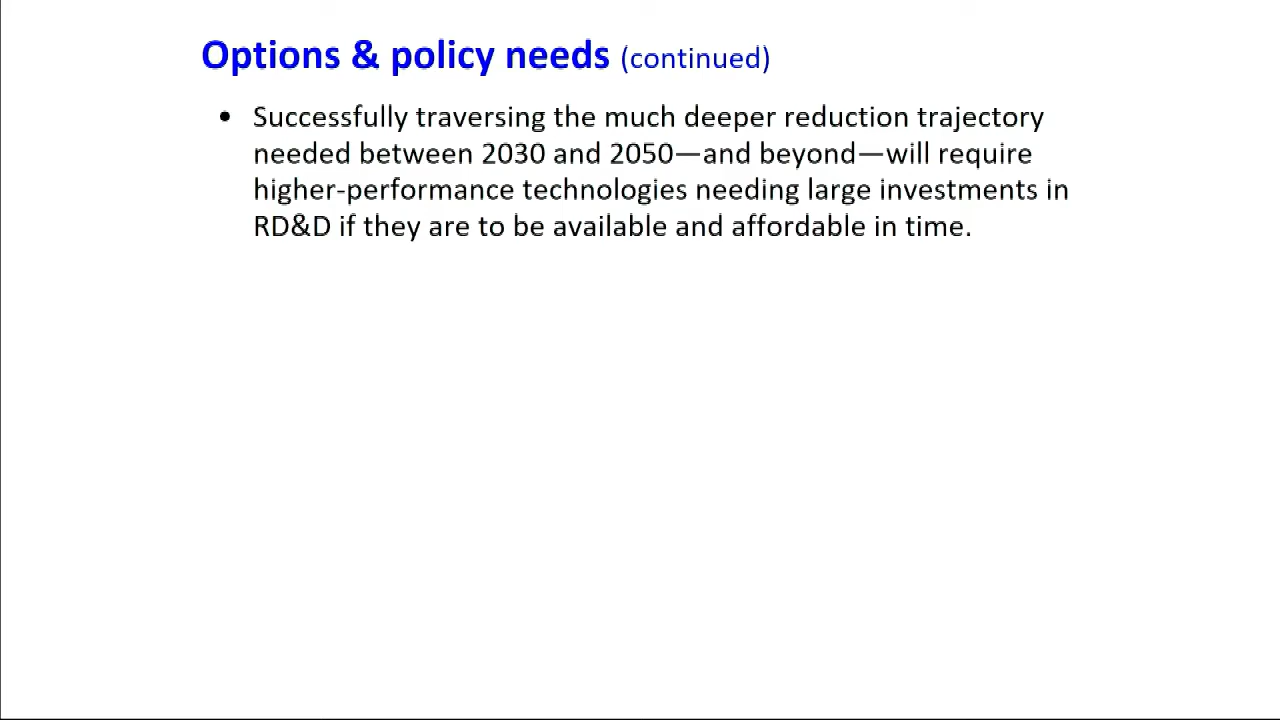 Options & policy needs (continued)
• Successfully traversing the much deeper reduction trajectory
needed between 2030 and 2050—and beyond—will require
higher-performance technologies needing large investments in
RD&D if they are to be available and affordable in time.